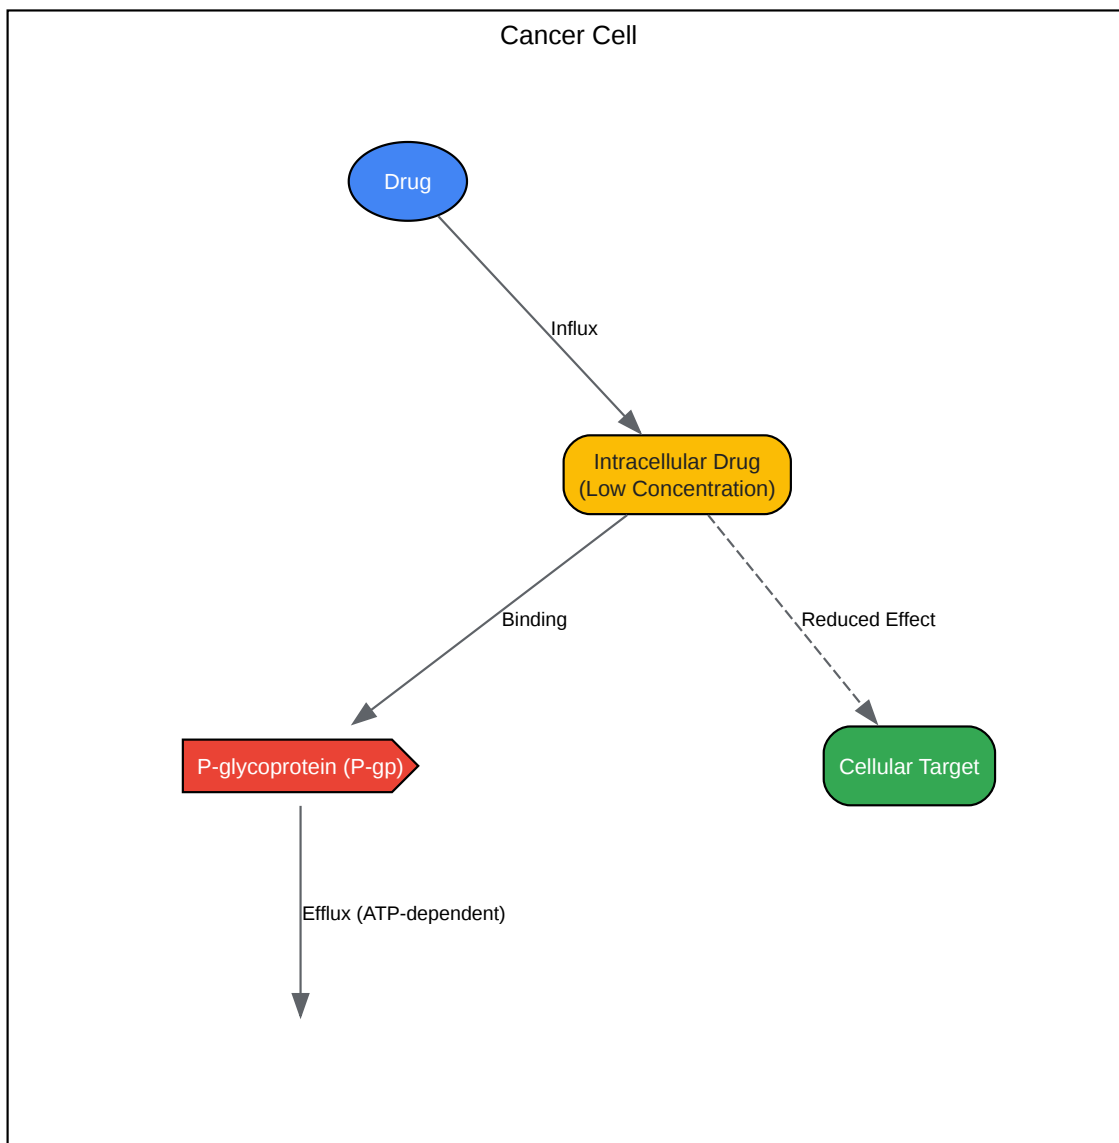 Cancer Cell
Drug
Influx
Intracellular Drug
(Low Concentration)
Binding
Reduced Effect
P-glycoprotein (P-gp)
Cellular Target
Efflux (ATP-dependent)